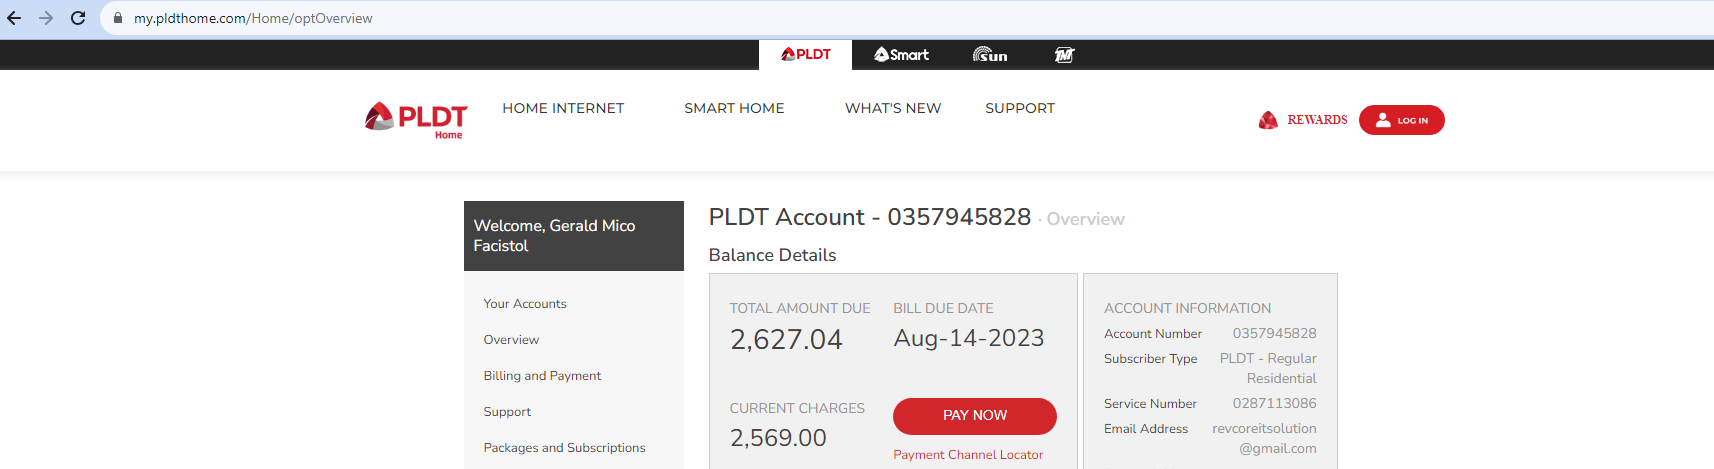 my.pldthome.com/Home/optOverview
PLDT Smart sun TNT
PLDT Home
HOME INTERNET SMART HOME WHAT'S NEW SUPPORT
REWARDS LOG IN
Welcome, Gerald Mico
Facistol
Your Accounts
Overview
Billing and Payment
Support
Packages and Subscriptions
PLDT Account - 0357945828 · Overview
Balance Details
TOTAL AMOUNT DUE
2,627.04
BILL DUE DATE
Aug-14-2023
CURRENT CHARGES
2,569.00
PAY NOW
Payment Channel Locator
ACCOUNT INFORMATION
Account Number 0357945828
Subscriber Type PLDT - Regular
Residential
Service Number 0287113086
Email Address revcoreitsolution
@gmail.com